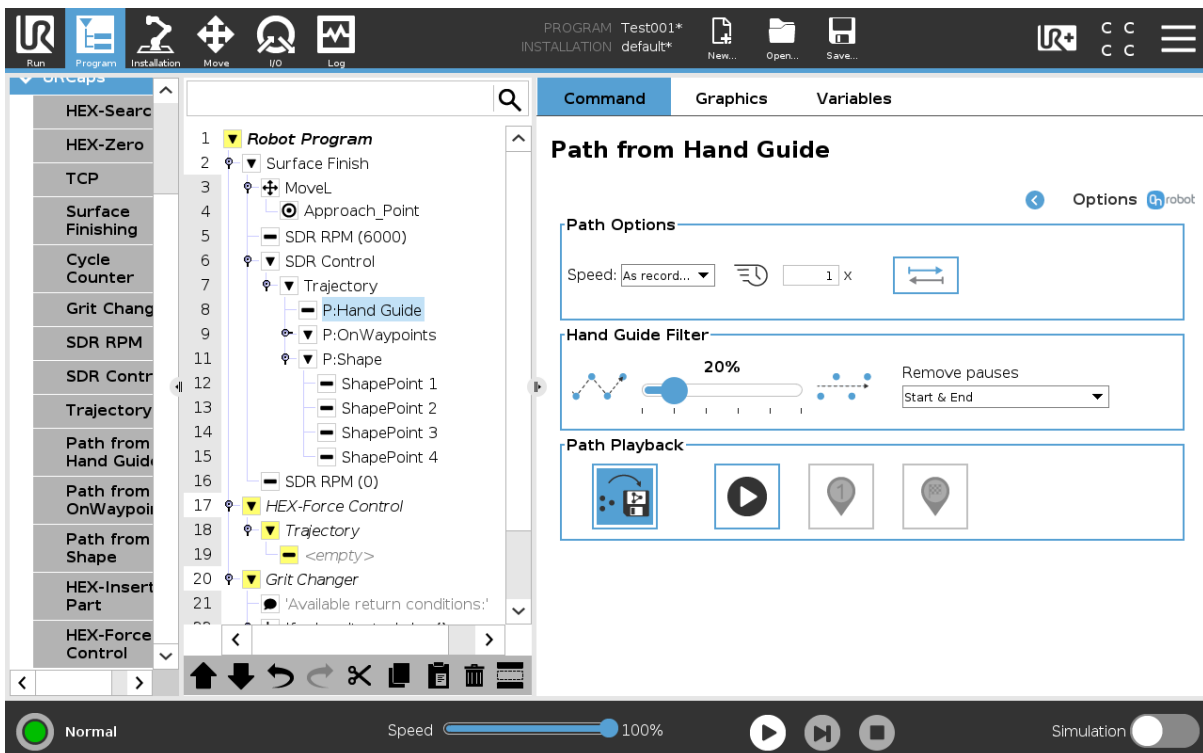 PROGRAM Test001*
INSTALLATION default*
New...
Open...
Save...
UR+
C C
C C
UR
Run
Program
Installation
Move
I/O
Log
URCaps
HEX-Searc
HEX-Zero
TCP
Surface
Finishing
Cycle
Counter
Grit Chang
SDR RPM
SDR Contr
Trajectory
Path from
Hand Guid
Path from
OnWaypoi
Path from
Shape
HEX-Insert
Part
HEX-Force
Control
1 Robot Program
2 Surface Finish
3 MoveL
4 Approach_Point
5 SDR RPM (6000)
6 SDR Control
7 Trajectory
8 P:Hand Guide
9 P:OnWaypoints
11 P:Shape
12 ShapePoint 1
13 ShapePoint 2
14 ShapePoint 3
15 ShapePoint 4
16 SDR RPM (0)
17 HEX-Force Control
18 Trajectory
19 <empty>
20 Grit Changer
21 'Available return conditions:'
Command Graphics Variables
Path from Hand Guide
Options
Onrobot
Path Options
Speed: As record... 1 X
Hand Guide Filter
20%
Remove pauses
Start & End
Path Playback
1
Normal
Speed 100%
Simulation